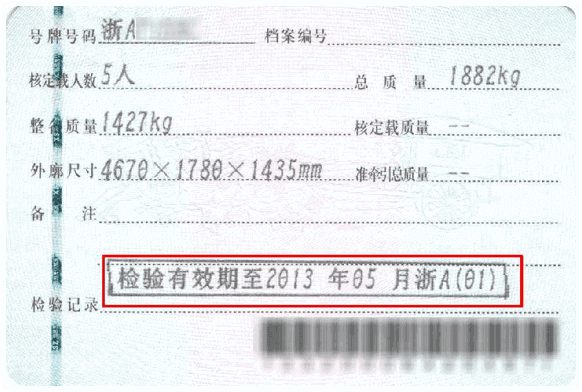 号牌号码 浙A 档案编号
核定载人数 5人 总质量 1882kg
整备质量 1427kg 核定载质量 --
外廓尺寸 4670×1780×1435mm 准牵引总质量 --
备注
检验有效期至2013 年05 月浙A(01)
检验记录